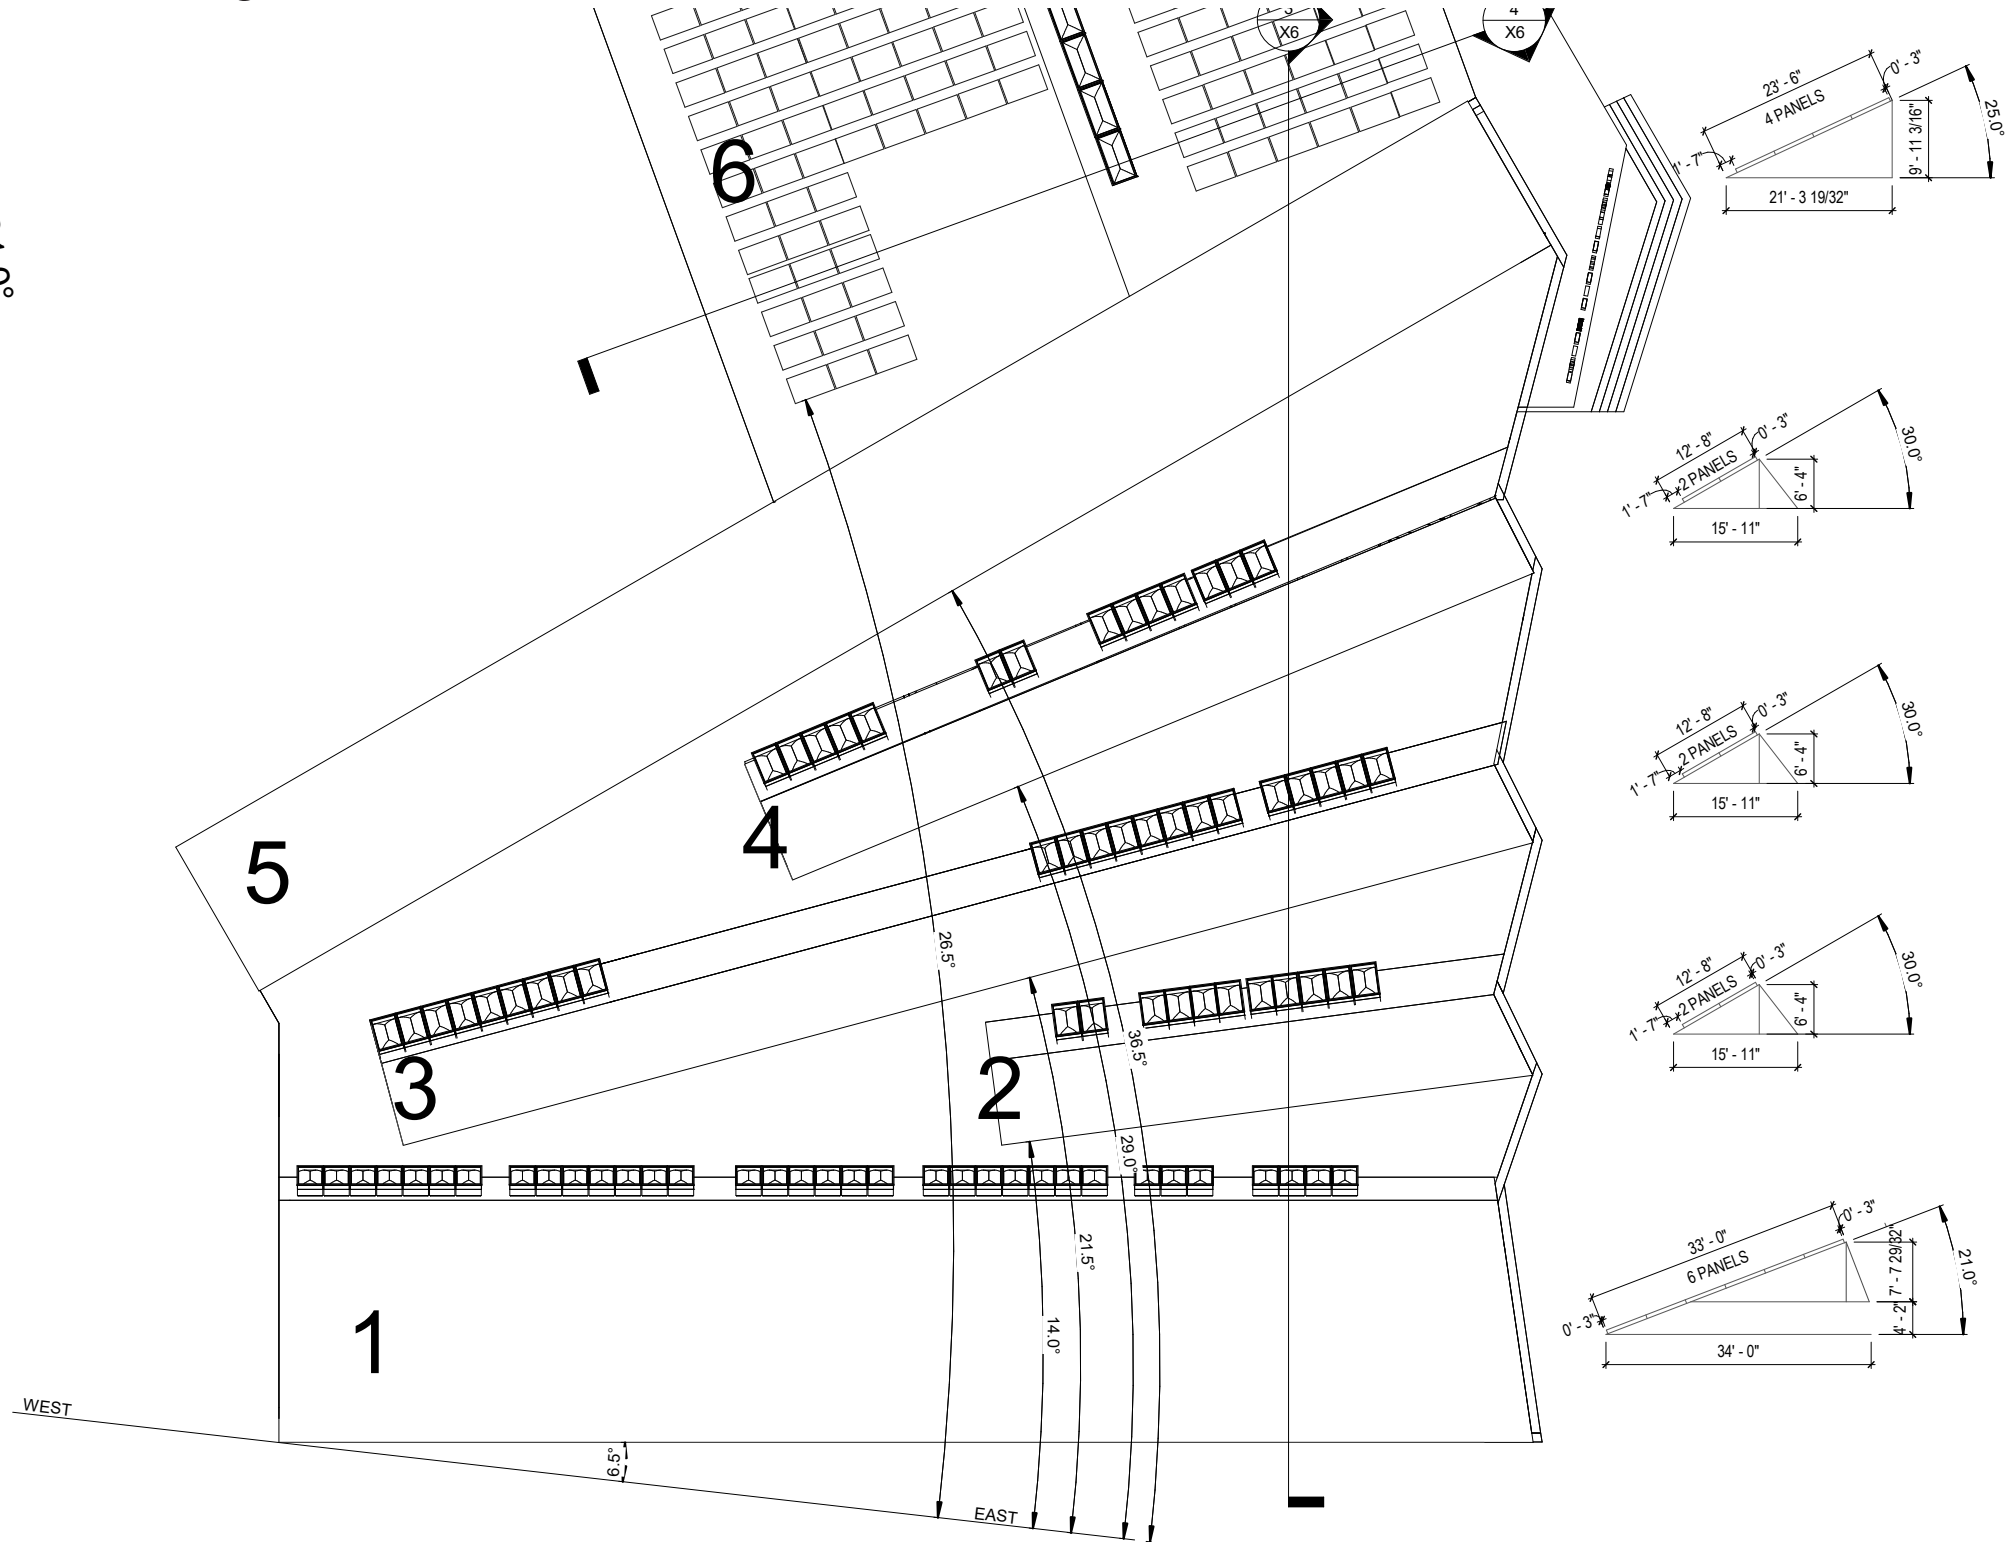 3
X6
4
X6
23' - 6"
0' - 3"
4 PANELS
25.0°
9' - 11 3/16"
1' - 7"
21' - 3 19/32"
6
12' - 8"
0' - 3"
2 PANELS
30.0°
6' - 4"
1' - 7"
15' - 11"
12' - 8"
0' - 3"
2 PANELS
30.0°
6' - 4"
1' - 7"
15' - 11"
5
4
26.5°
12' - 8"
0' - 3"
2 PANELS
30.0°
6' - 4"
1' - 7"
15' - 11"
36.5°
3
2
29.0°
21.5°
14.0°
33' - 0"
0' - 3"
6 PANELS
7' - 7 29/32"
21.0°
4' - 2"
0' - 3"
34' - 0"
1
WEST
6.5°
EAST